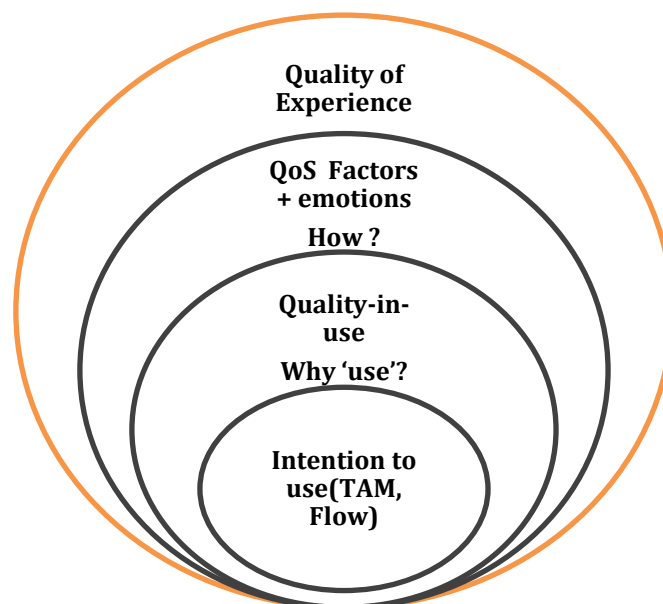 Quality of
Experience
QoS  Factors
+ emotions
How ?
Quality-in-
use
Why ‘use’?
Intention to
use(TAM,
Flow)